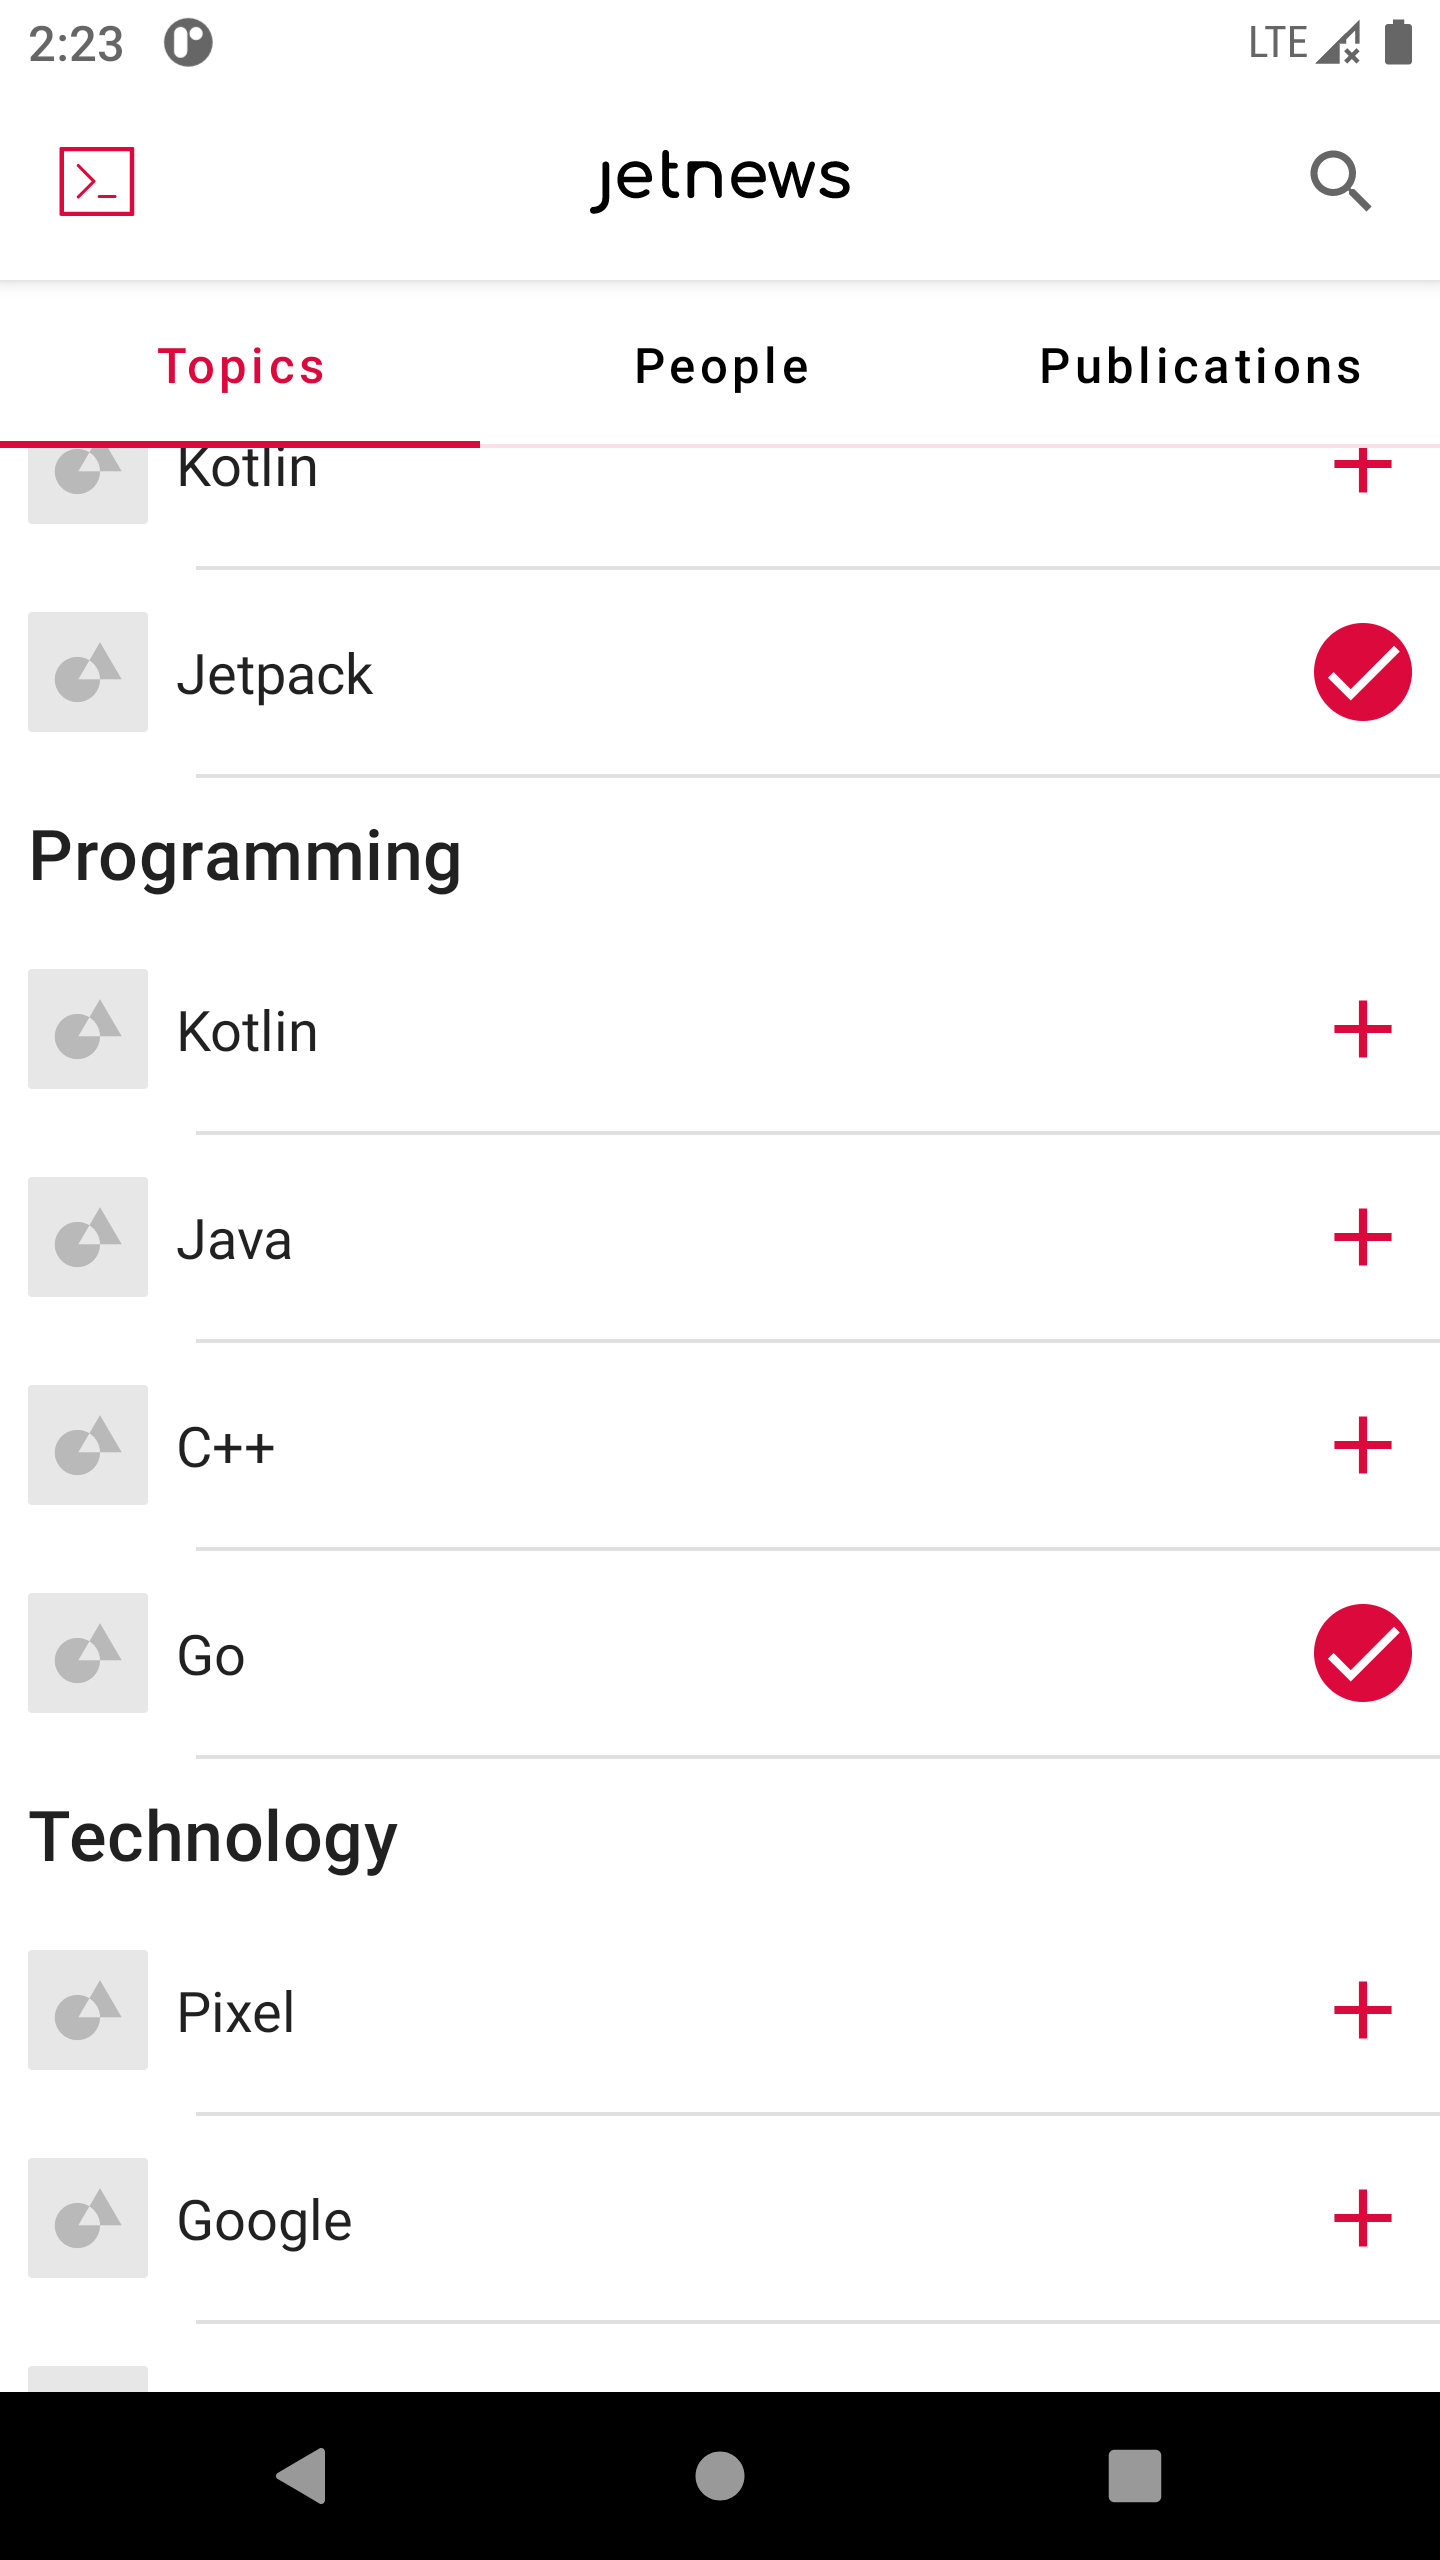 2:23 LTE
jetnews
Topics People Publications
Kotlin
Jetpack
Programming
Kotlin
Java
C++
Go
Technology
Pixel
Google